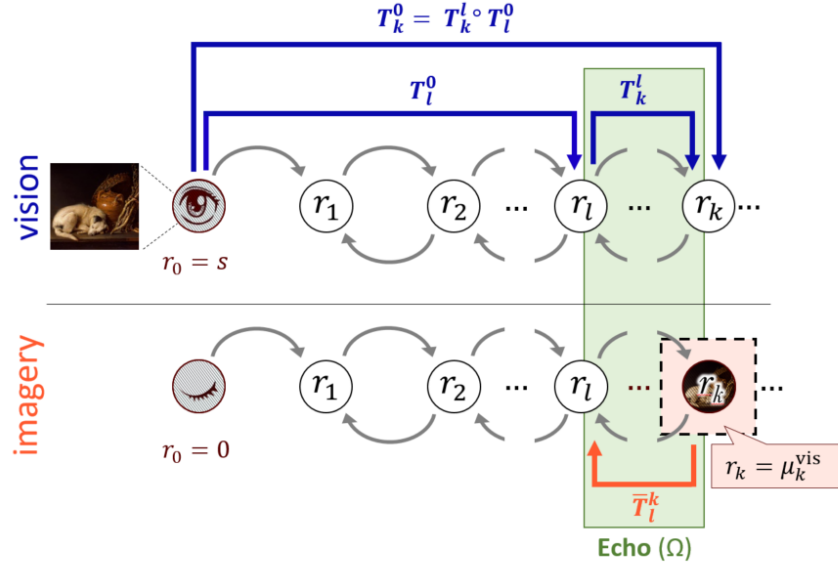 T_k^0 = T_k^l ∘ T_l^0
T_l^0
T_k^l
vision
r_1
r_2
...
r_l
...
r_k
...
r_0 = s
imagery
r_1
r_2
...
r_l
...
r_k
...
r_0 = 0
r_k = μ_k^vis
T̅_l^k
Echo (Ω)